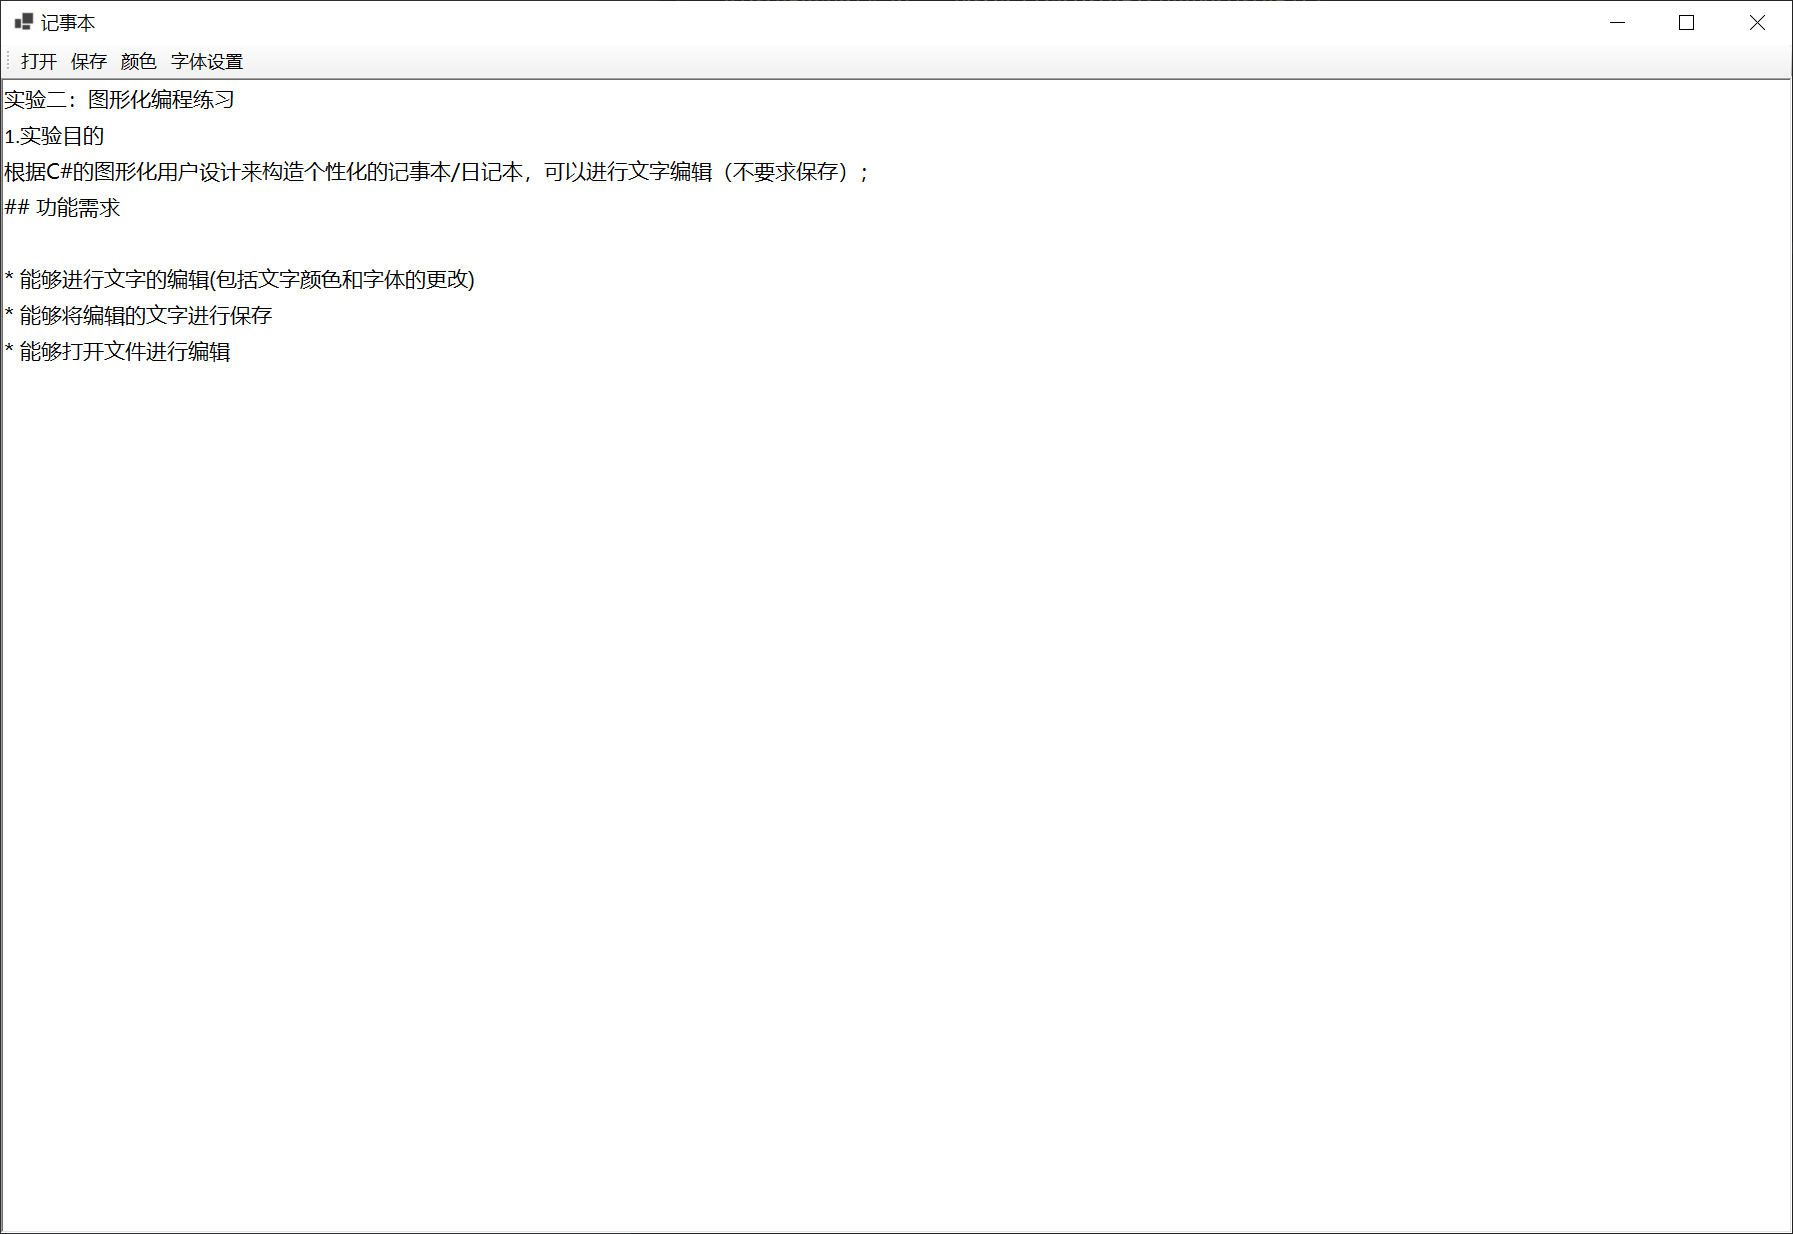 记事本
打开 保存 颜色 字体设置
实验二：图形化编程练习
1.实验目的
根据C#的图形化用户设计来构造个性化的记事本/日记本，可以进行文字编辑（不要求保存）；
## 功能需求
* 能够进行文字的编辑(包括文字颜色和字体的更改)
* 能够将编辑的文字进行保存
* 能够打开文件进行编辑